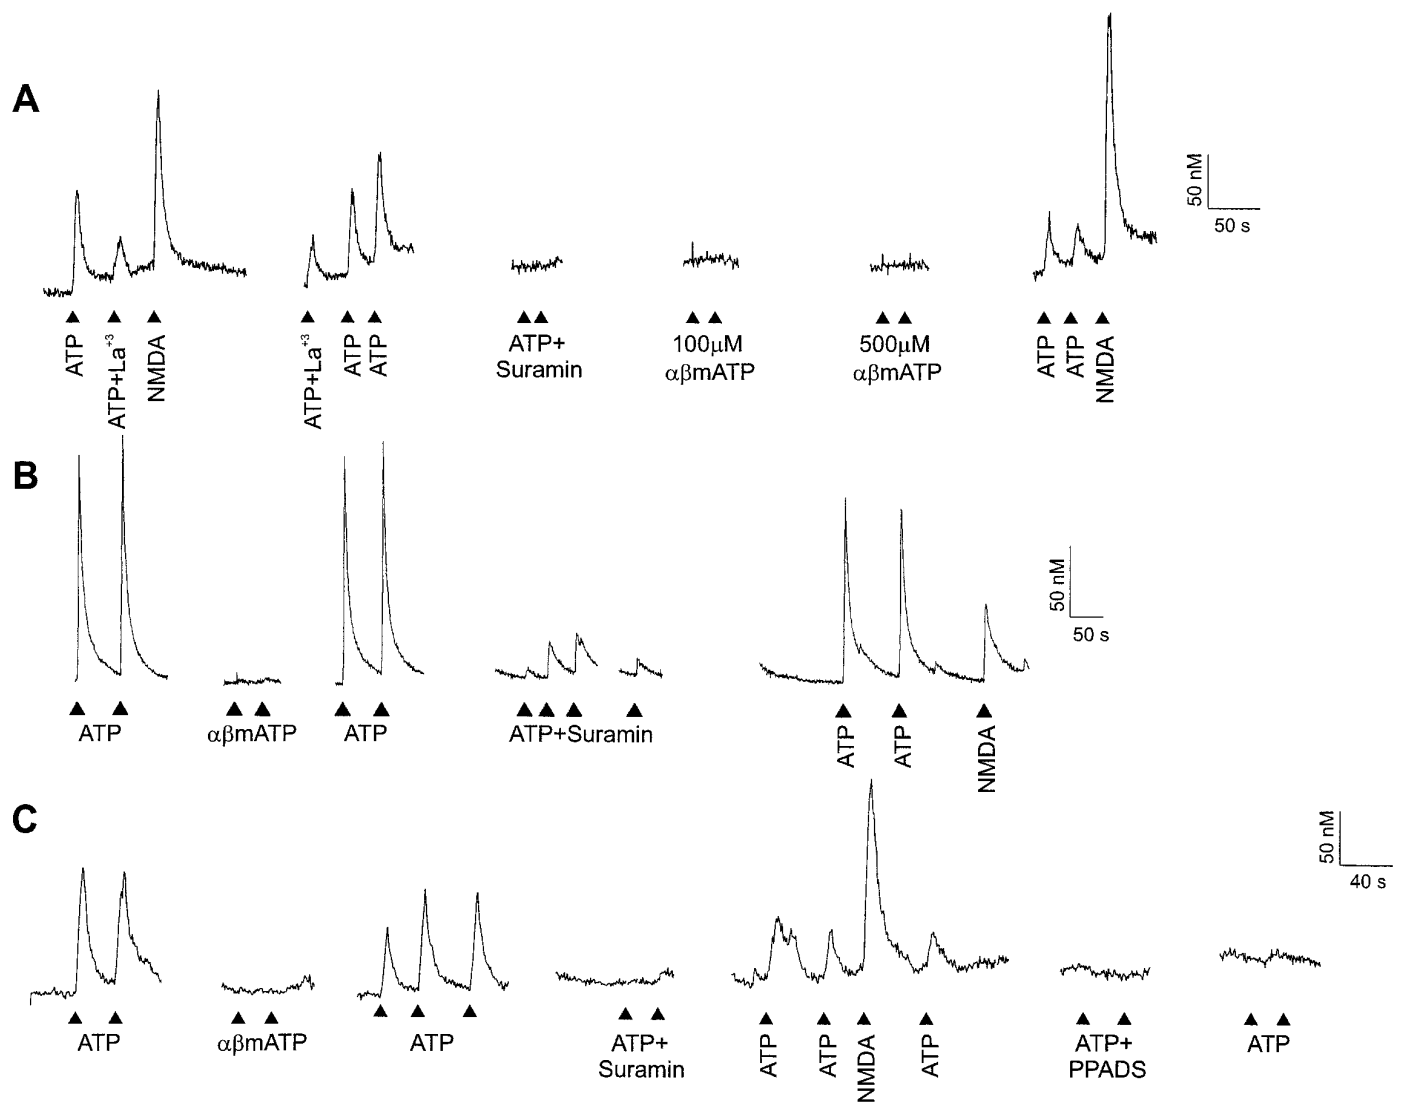 A
50 nM
50 s
ATP
ATP+La+3
NMDA
ATP+La+3
ATP
ATP
ATP+
Suramin
100μM
αβmATP
500μM
αβmATP
ATP
ATP
NMDA
B
50 nM
50 s
ATP
αβmATP
ATP
ATP+Suramin
ATP
ATP
NMDA
C
50 nM
40 s
ATP
αβmATP
ATP
ATP+
Suramin
ATP
ATP
NMDA
ATP
ATP+
PPADS
ATP